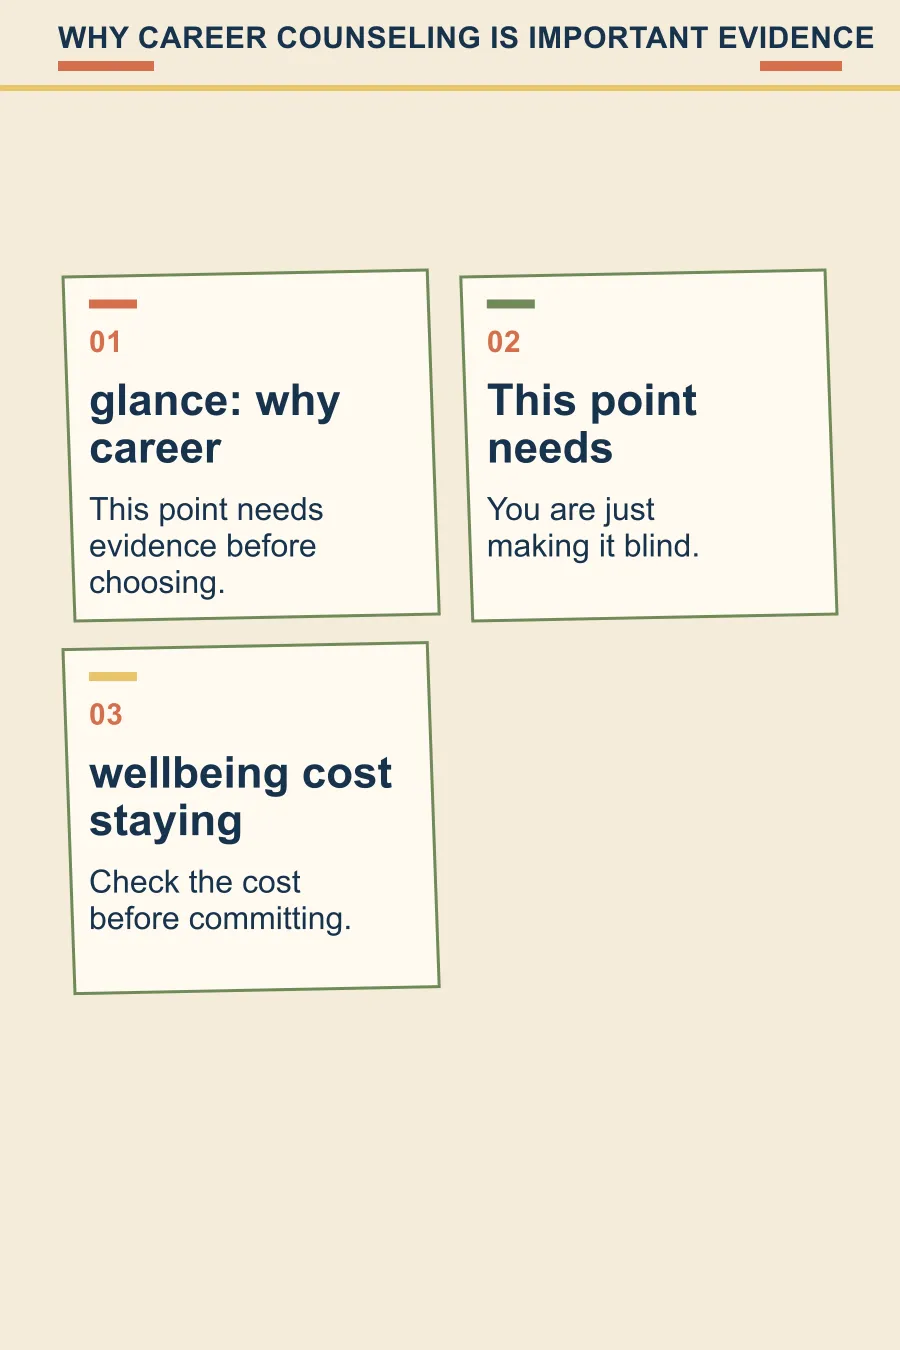 WHY CAREER COUNSELING IS IMPORTANT EVIDENCE
01
glance: why
career
This point needs
evidence before
choosing.
02
This point
needs
You are just
making it blind.
03
wellbeing cost
staying
Check the cost
before committing.